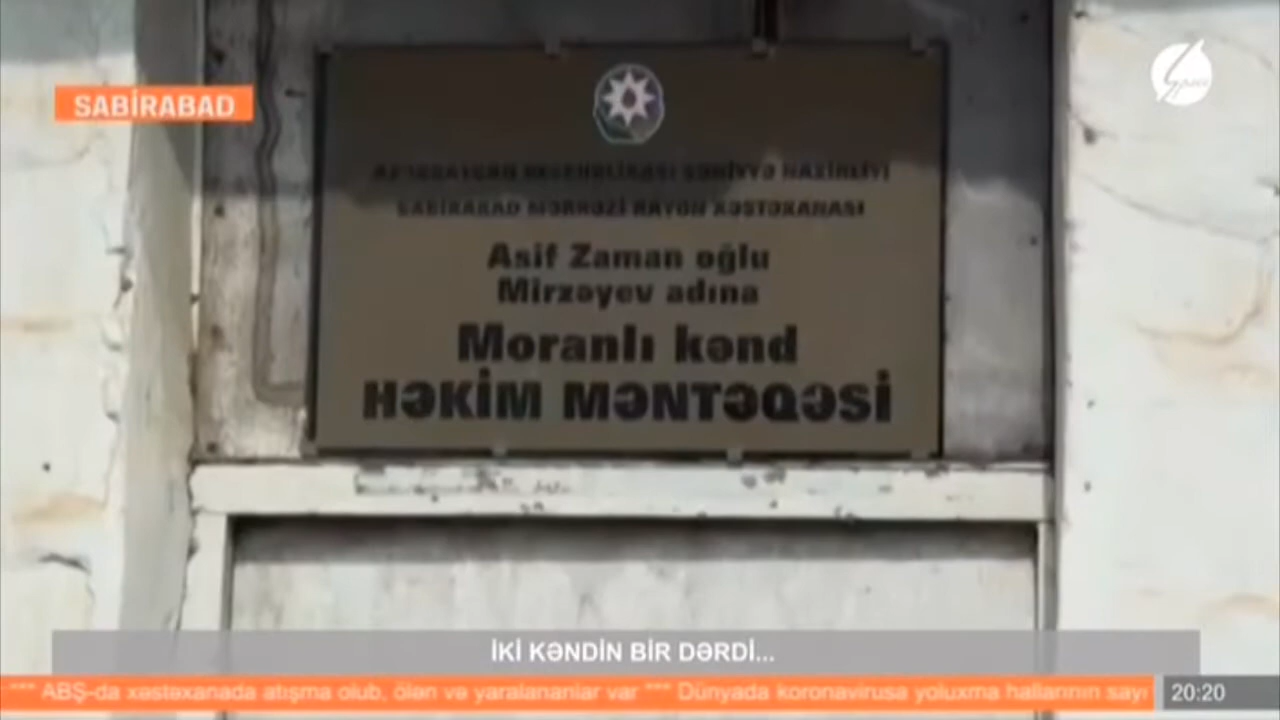 SABİRABAD
Space
AZƏRBAYCAN RESPUBLİKASI SƏHİYYƏ NAZİRLİYİ
SABİRABAD MƏRKƏZİ RAYON XƏSTƏXANASI
Asif Zaman oğlu
Mirzəyev adına
Moranlı kənd
HƏKİM MƏNTƏQƏSİ
İKİ KƏNDİN BİR DƏRDİ...
*** ABŞ-da xəstəxanada atışma olub, ölən və yaralananlar var *** Dünyada koronavirusa yoluxma hallarının sayı
20:20